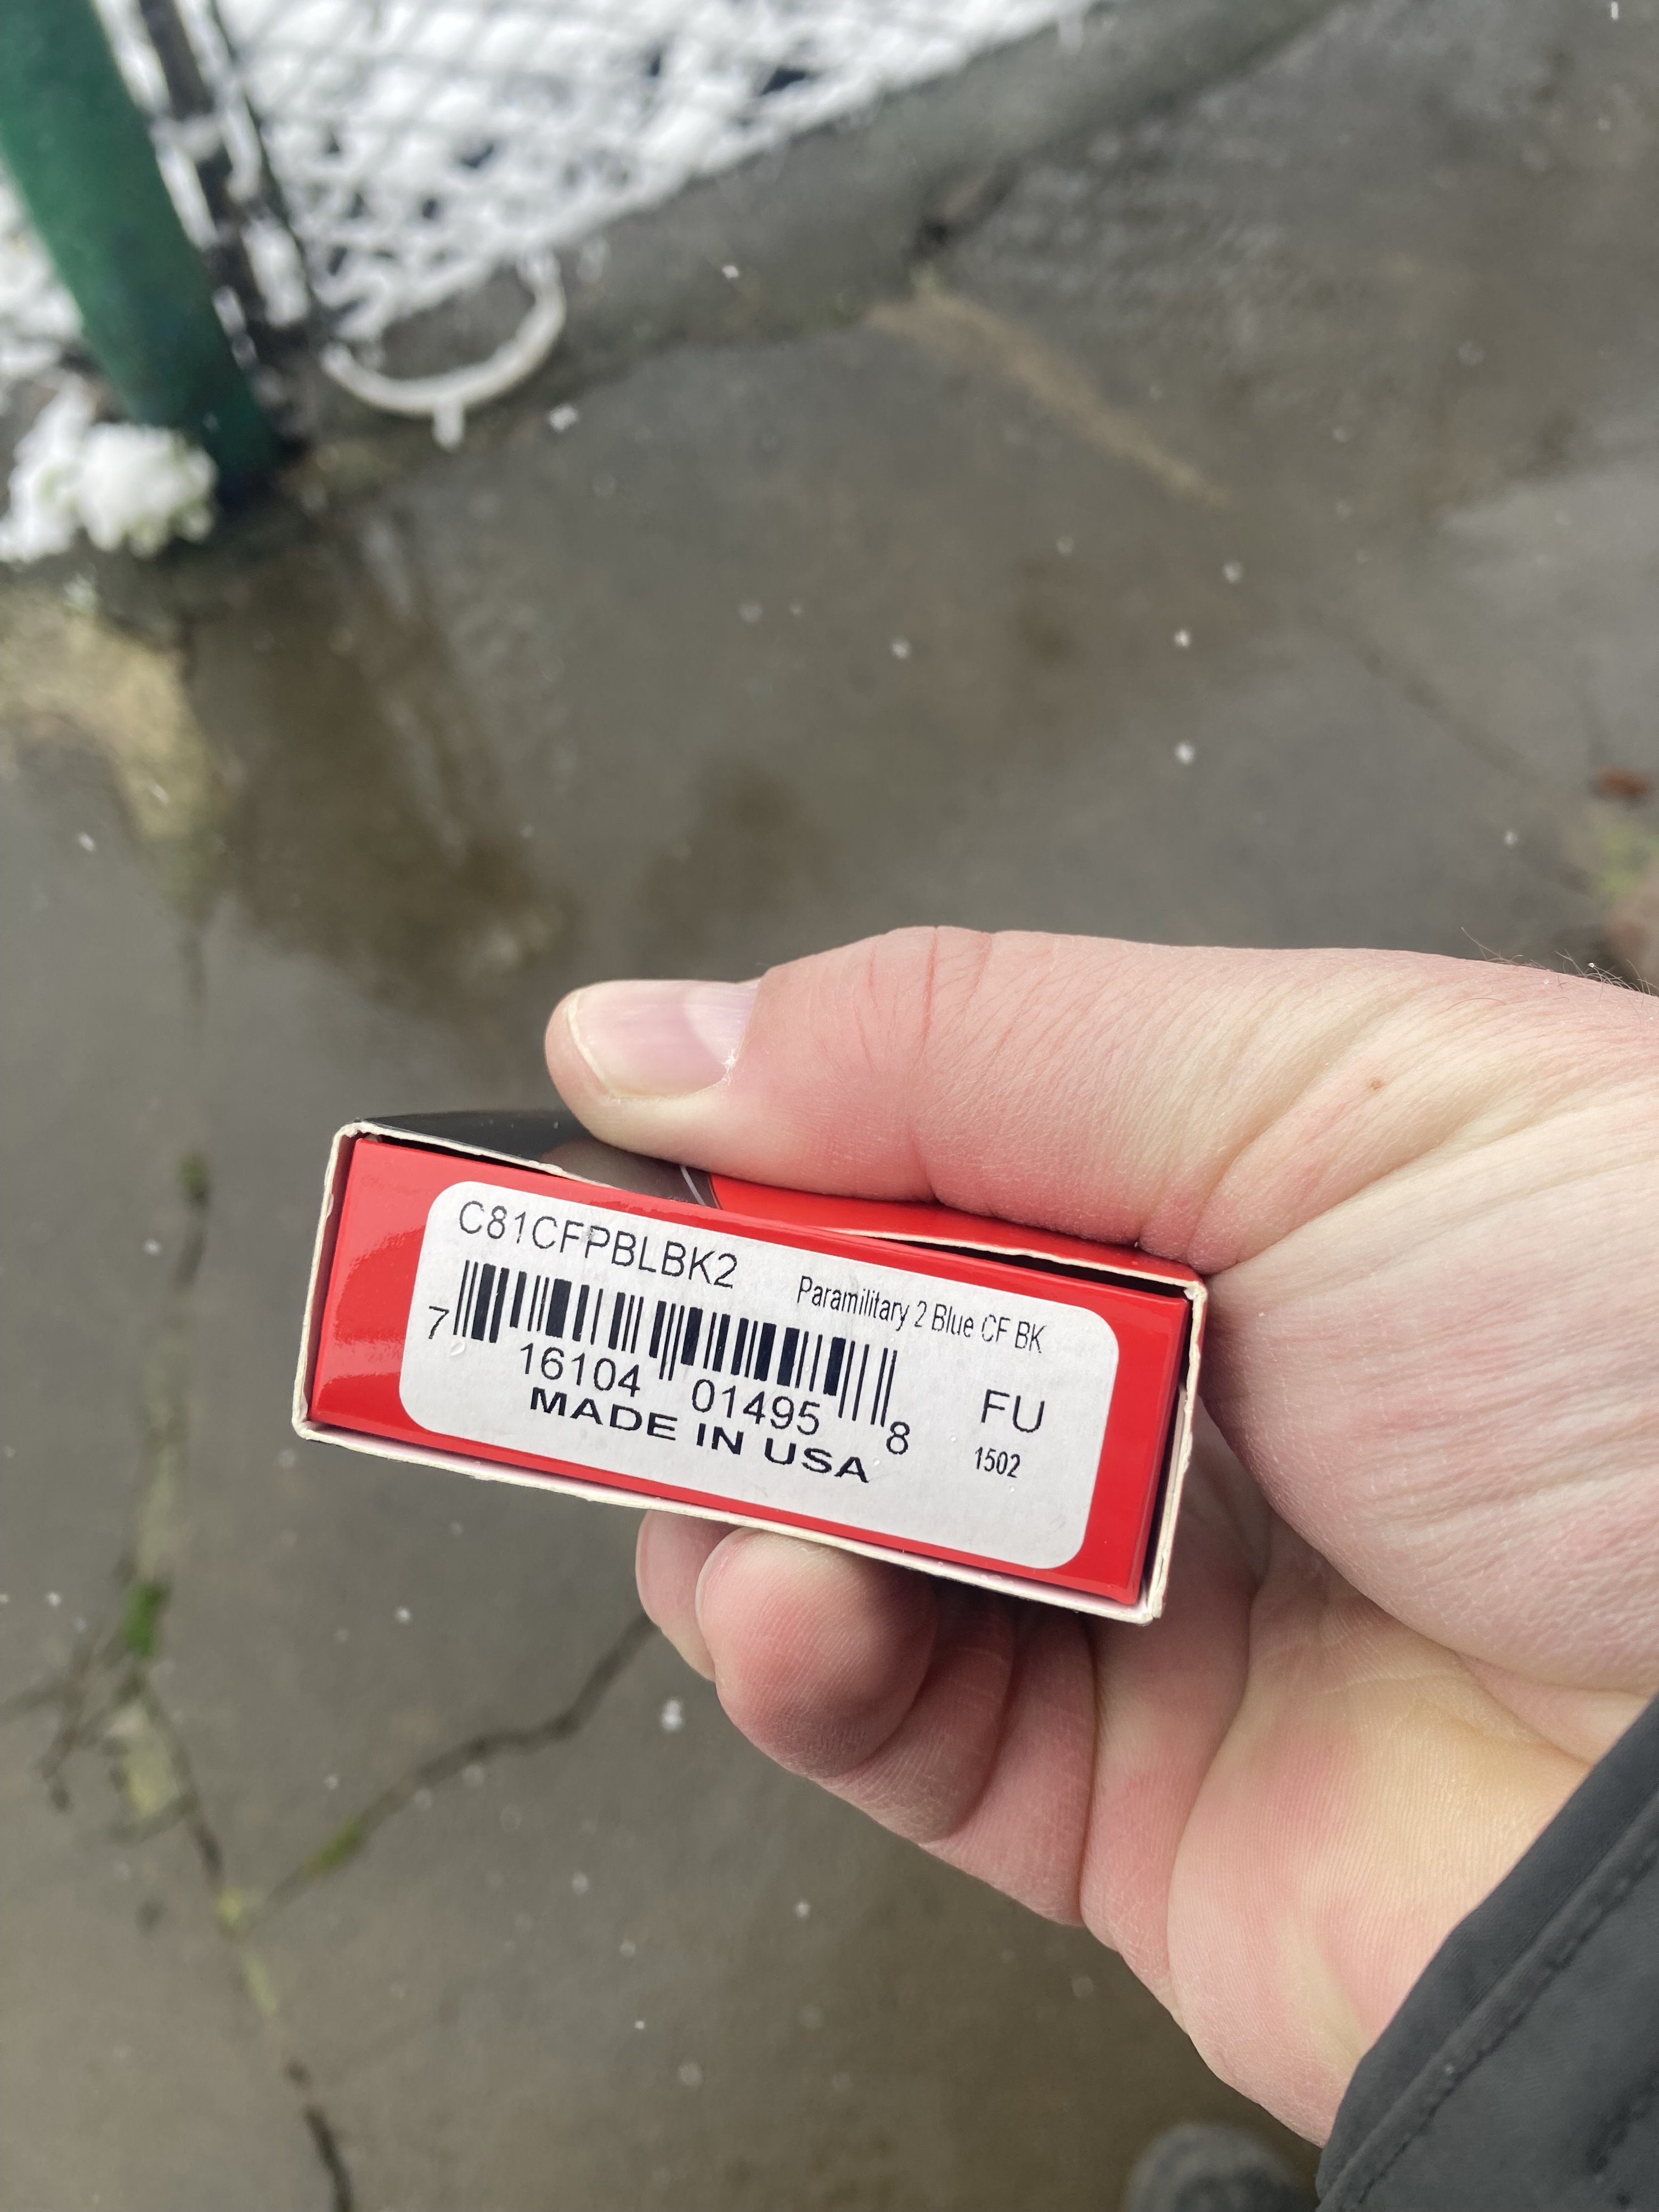 C81CFPBLBK2
Paramilitary 2 Blue CF BK
7 16104 01495 8
MADE IN USA
FU
1502